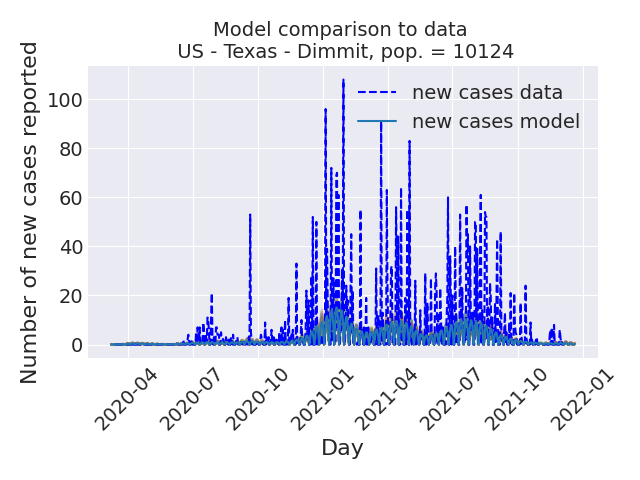 Model comparison to data
US - Texas - Dimmit, pop. = 10124
Number of new cases reported
100
80
60
40
20
0
new cases data
new cases model
2020-04
2020-07
2020-10
2021-01
2021-04
2021-07
2021-10
2022-01
Day